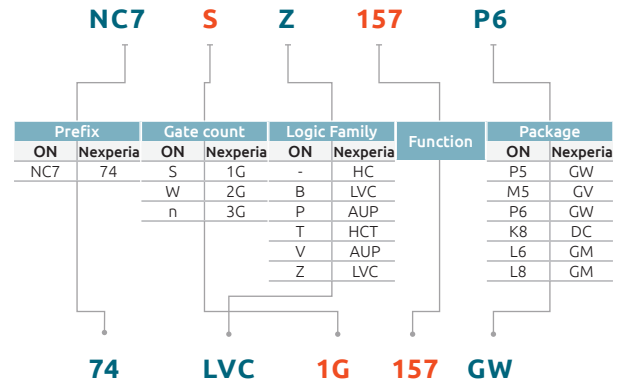 NC7 S Z 157 P6
Prefix Gate count Logic Family Function Package
ON Nexperia ON Nexperia ON Nexperia ON Nexperia
NC7 74 S 1G - HC P5 GW
W 2G B LVC M5 GV
n 3G P AUP P6 GW
T HCT K8 DC
V AUP L6 GM
Z LVC L8 GM
74 LVC 1G 157 GW